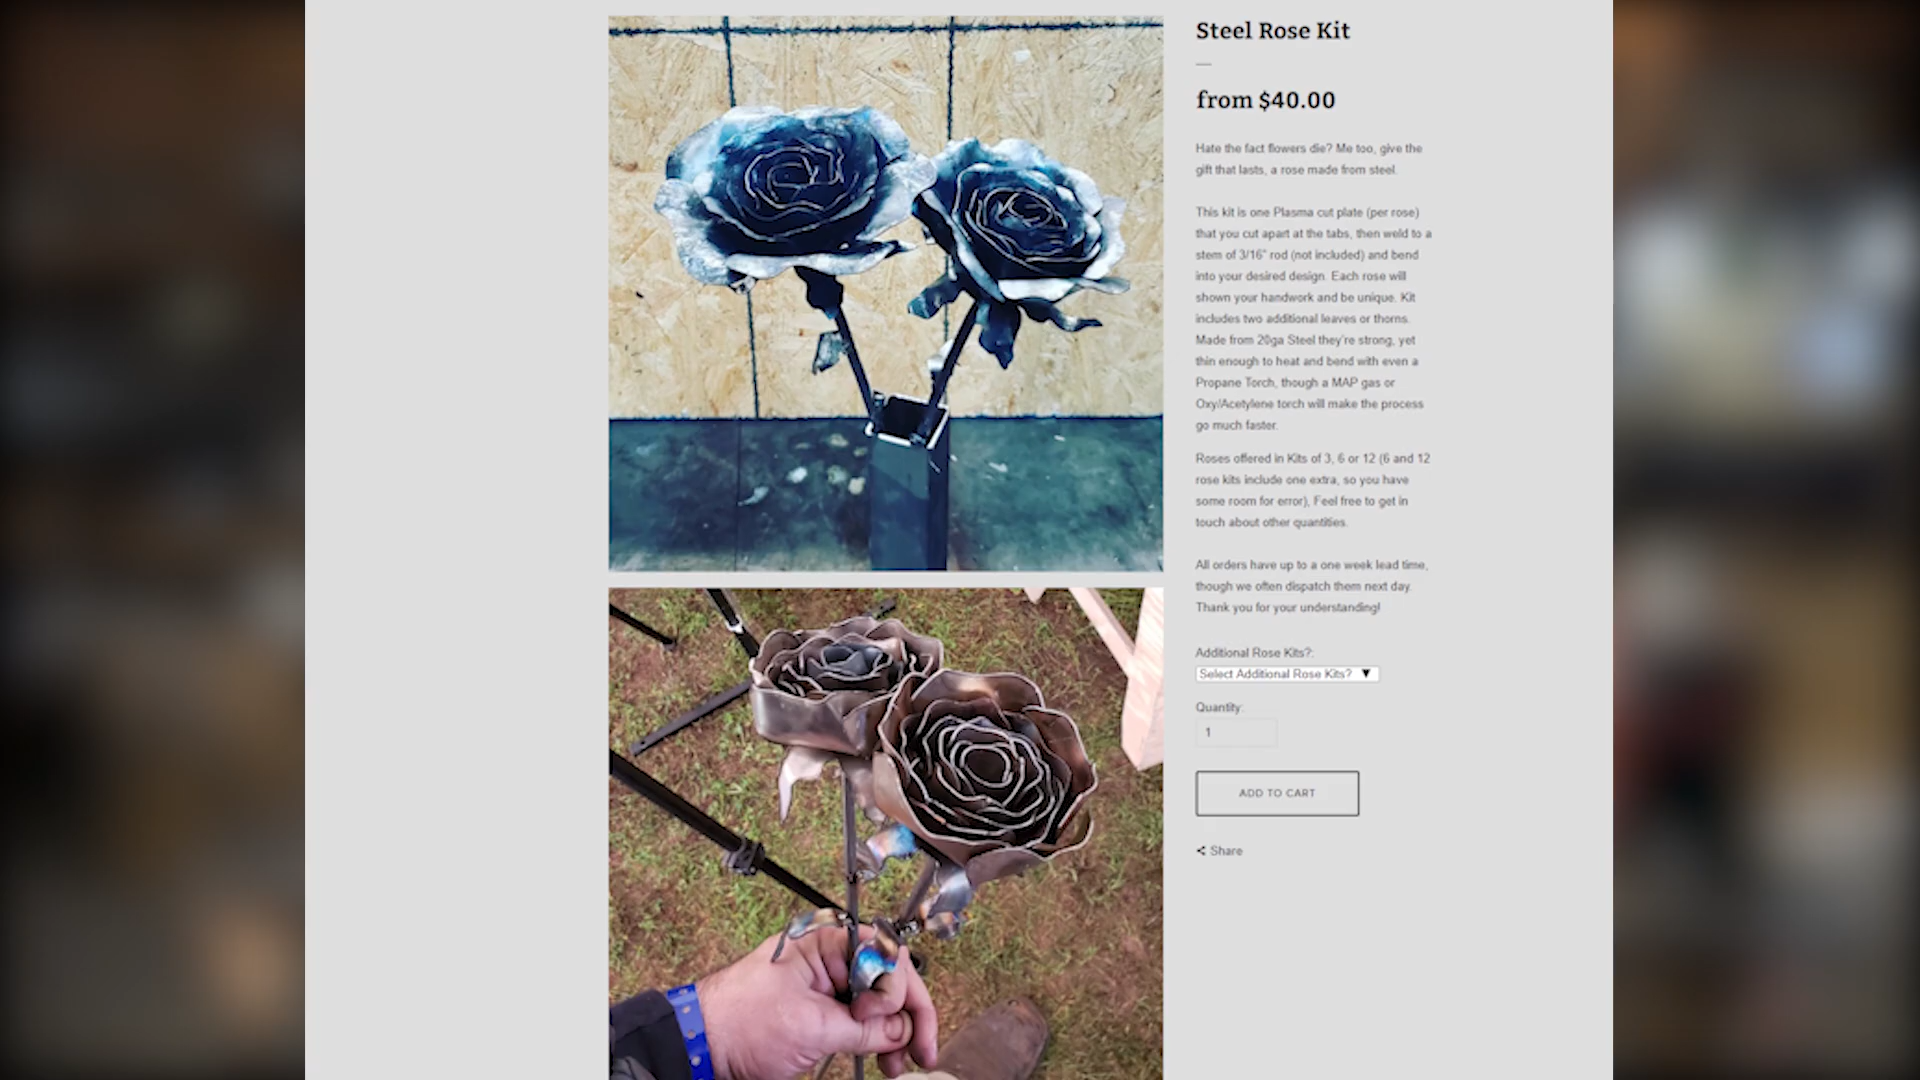 Steel Rose Kit
from $40.00
Hate the fact flowers die? Me too, give the
gift that lasts, a rose made from steel.
This kit is one Plasma cut plate (per rose)
that you cut apart at the tabs, then weld to a
stem of 3/16" rod (not included) and bend
into your desired design. Each rose will
shown your handwork and be unique. Kit
includes two additional leaves or thorns.
Made from 20ga Steel they're strong, yet
thin enough to heat and bend with even a
Propane Torch, though a MAP gas or
Oxy/Acetylene torch will make the process
go much faster.
Roses offered in Kits of 3, 6 or 12 (6 and 12
rose kits include one extra, so you have
some room for error), Feel free to get in
touch about other quantities.
All orders have up to a one week lead time,
though we often dispatch them next day.
Thank you for your understanding!
Additional Rose Kits?:
Select Additional Rose Kits? ▼
Quantity:
1
ADD TO CART
Share